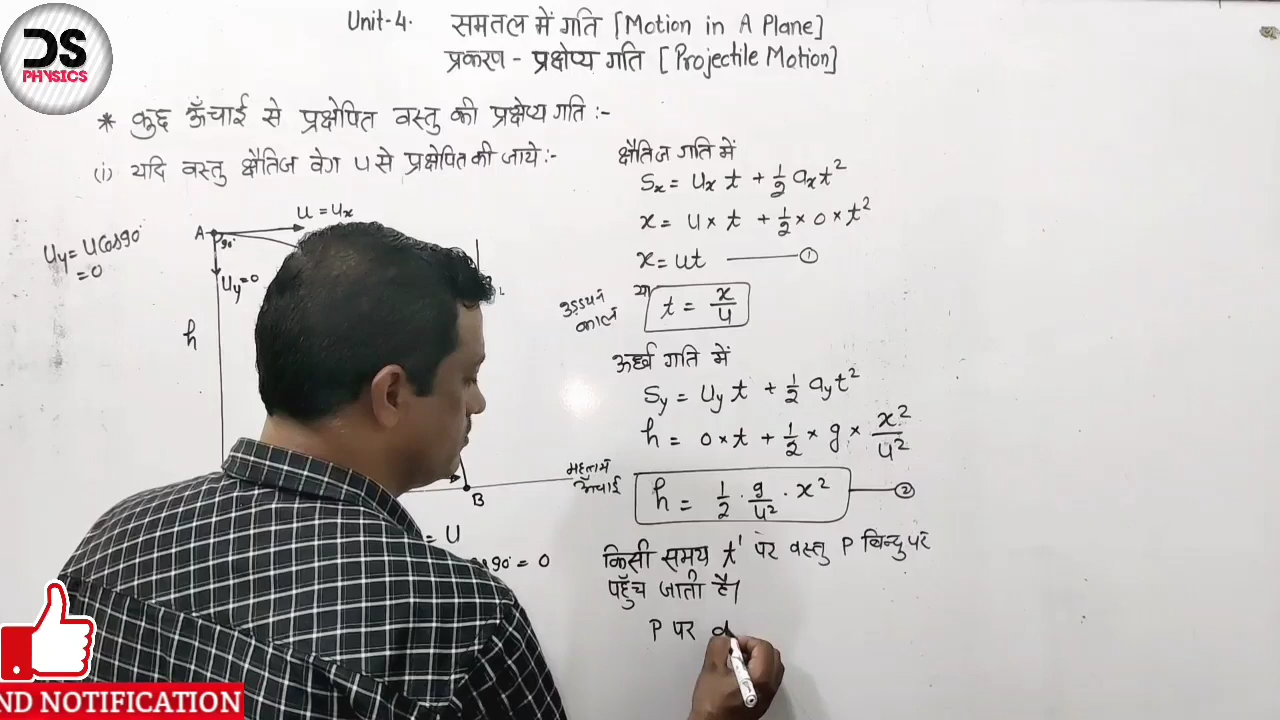 DS
PHYSICS
Unit-4. समतल में गति [Motion in A Plane]
प्रकरण - प्रक्षेप्य गति [Projectile Motion]
* कुछ ऊँचाई से प्रक्षेपित वस्तु की प्रक्षेप्य गति :-
(i) यदि वस्तु क्षैतिज वेग u से प्रक्षेपित की जाये :-
u = ux
A
90°
uy = u cos90°
= 0
uy = 0
h
B
= u
90° = 0
क्षैतिज गति में
Sx = ux t + 1/2 ax t²
x = u × t + 1/2 × 0 × t²
x = ut ——— ①
उड्डयन काल
या t = x/u
ऊर्ध्व गति में
Sy = uy t + 1/2 ay t²
h = 0 × t + 1/2 × g × x²/u²
महत्तम ऊँचाई
h = 1/2 · g/u² · x² —— ②
किसी समय t' पर वस्तु P बिन्दु पर
पहुँच जाती है।
P पर
ND NOTIFICATION